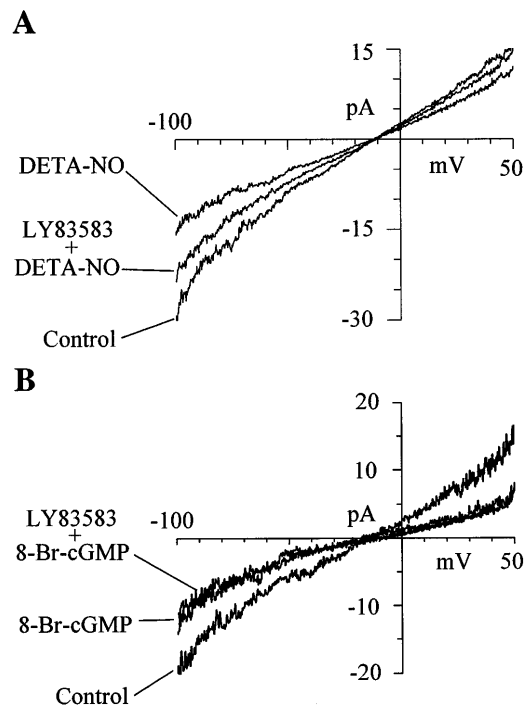 A
15
-100
pA
mV
50
DETA-NO
LY83583
+
DETA-NO
-15
Control
-30
B
20
10
LY83583
+
8-Br-cGMP
-100
pA
mV
50
8-Br-cGMP
-10
Control
-20